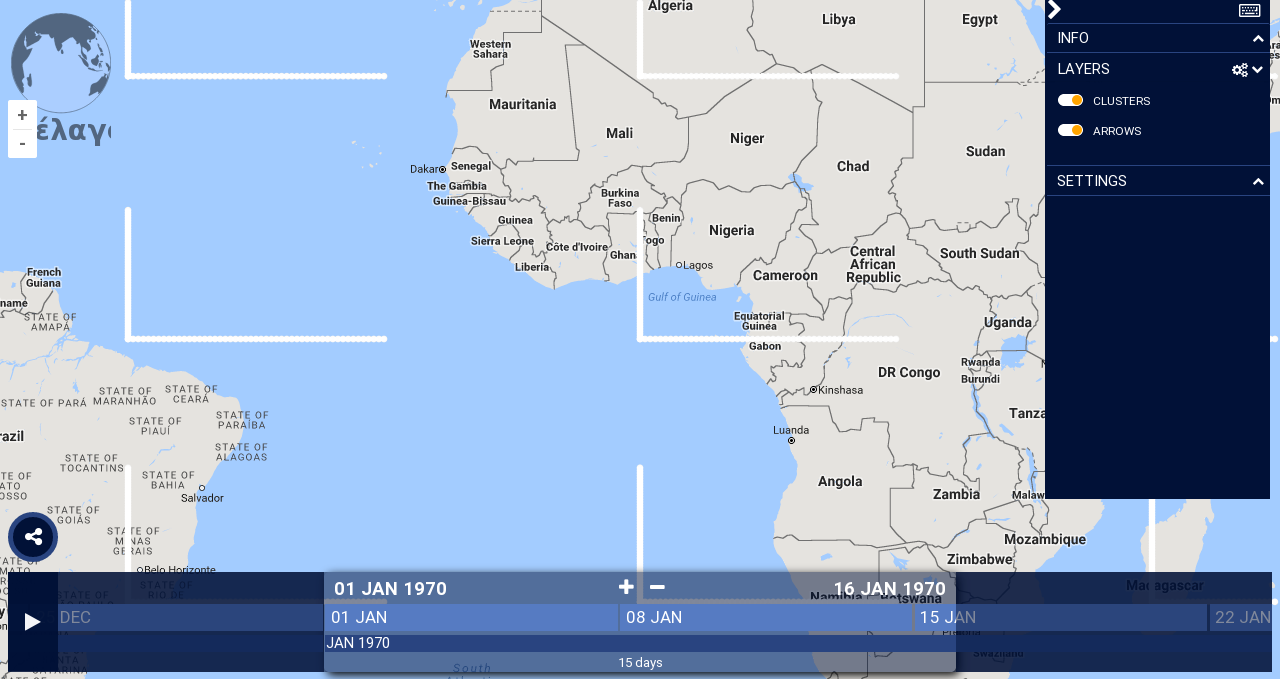 έλαγο
+
-
INFO
LAYERS
CLUSTERS
ARROWS
SETTINGS
Algeria
Libya
Egypt
Western
Sahara
Mauritania
Mali
Niger
Chad
Sudan
Dakar
Senegal
The Gambia
Guinea-Bissau
Guinea
Sierra Leone
Liberia
Côte d'Ivoire
Burkina
Faso
Ghana
Togo
Benin
Nigeria
Lagos
Gulf of Guinea
Cameroon
Central
African
Republic
South Sudan
Equatorial
Guinea
Gabon
Uganda
Rwanda
Burundi
DR Congo
Kinshasa
Luanda
Tanza
Angola
Zambia
Malaw
Mozambique
Zimbabwe
Namibia
Botswana
Madagascar
Pretoria
Swaziland
French
Guiana
name
STATE OF
AMAPÁ
STATE OF PARÁ
STATE OF
MARANHÃO
STATE OF
CEARÁ
STATE OF
PIAUÍ
STATE OF
PARAÍBA
STATE OF
ALAGOAS
razil
STATE OF
TOCANTINS
STATE OF
BAHIA
Salvador
STATE OF
GOIÁS
STATE OF
MINAS
GERAIS
Belo Horizonte
STATE OF
RIO DE
South
01 JAN 1970
16 JAN 1970
DEC
01 JAN
08 JAN
15 JAN
22 JAN
JAN 1970
15 days